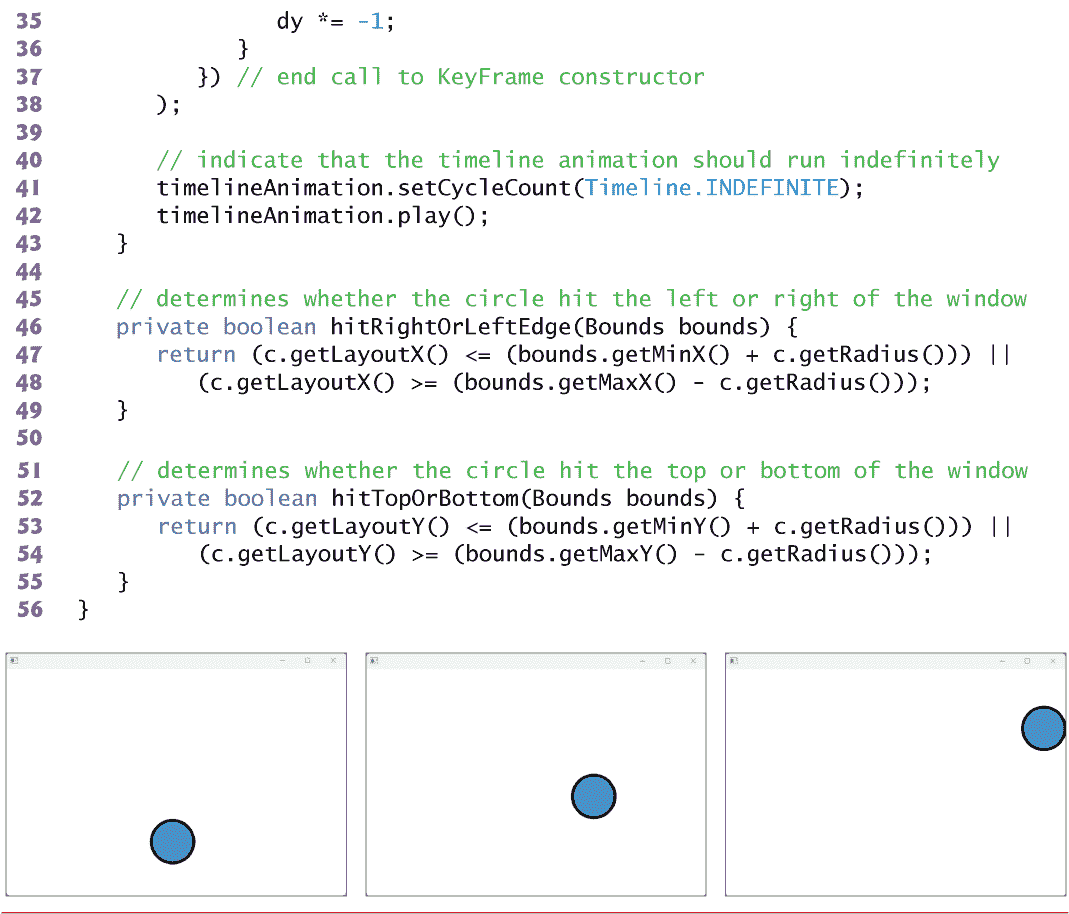 35 dy *= -1;
36 }
37 }) // end call to KeyFrame constructor
38 );
39
40 // indicate that the timeline animation should run indefinitely
41 timelineAnimation.setCycleCount(Timeline.INDEFINITE);
42 timelineAnimation.play();
43 }
44
45 // determines whether the circle hit the left or right of the window
46 private boolean hitRightOrLeftEdge(Bounds bounds) {
47 return (c.getLayoutX() <= (bounds.getMinX() + c.getRadius())) ||
48 (c.getLayoutX() >= (bounds.getMaxX() - c.getRadius()));
49 }
50
51 // determines whether the circle hit the top or bottom of the window
52 private boolean hitTopOrBottom(Bounds bounds) {
53 return (c.getLayoutY() <= (bounds.getMinY() + c.getRadius())) ||
54 (c.getLayoutY() >= (bounds.getMaxY() - c.getRadius()));
55 }
56 }